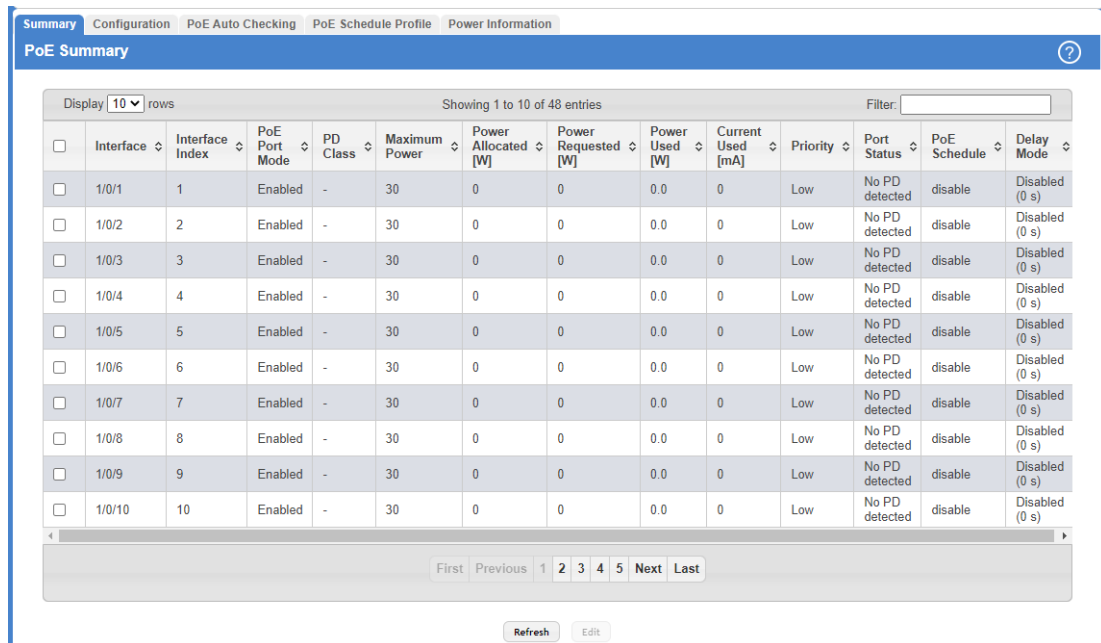 Summary Configuration PoE Auto Checking PoE Schedule Profile Power Information
PoE Summary ?
Display 10 rows Showing 1 to 10 of 48 entries Filter:
Interface Interface Index PoE Port Mode PD Class Maximum Power Power Allocated [W] Power Requested [W] Power Used [W] Current Used [mA] Priority Port Status PoE Schedule Delay Mode
1/0/1 1 Enabled - 30 0 0 0.0 0 Low No PD detected disable Disabled (0 s)
1/0/2 2 Enabled - 30 0 0 0.0 0 Low No PD detected disable Disabled (0 s)
1/0/3 3 Enabled - 30 0 0 0.0 0 Low No PD detected disable Disabled (0 s)
1/0/4 4 Enabled - 30 0 0 0.0 0 Low No PD detected disable Disabled (0 s)
1/0/5 5 Enabled - 30 0 0 0.0 0 Low No PD detected disable Disabled (0 s)
1/0/6 6 Enabled - 30 0 0 0.0 0 Low No PD detected disable Disabled (0 s)
1/0/7 7 Enabled - 30 0 0 0.0 0 Low No PD detected disable Disabled (0 s)
1/0/8 8 Enabled - 30 0 0 0.0 0 Low No PD detected disable Disabled (0 s)
1/0/9 9 Enabled - 30 0 0 0.0 0 Low No PD detected disable Disabled (0 s)
1/0/10 10 Enabled - 30 0 0 0.0 0 Low No PD detected disable Disabled (0 s)
First Previous 1 2 3 4 5 Next Last
Refresh Edit